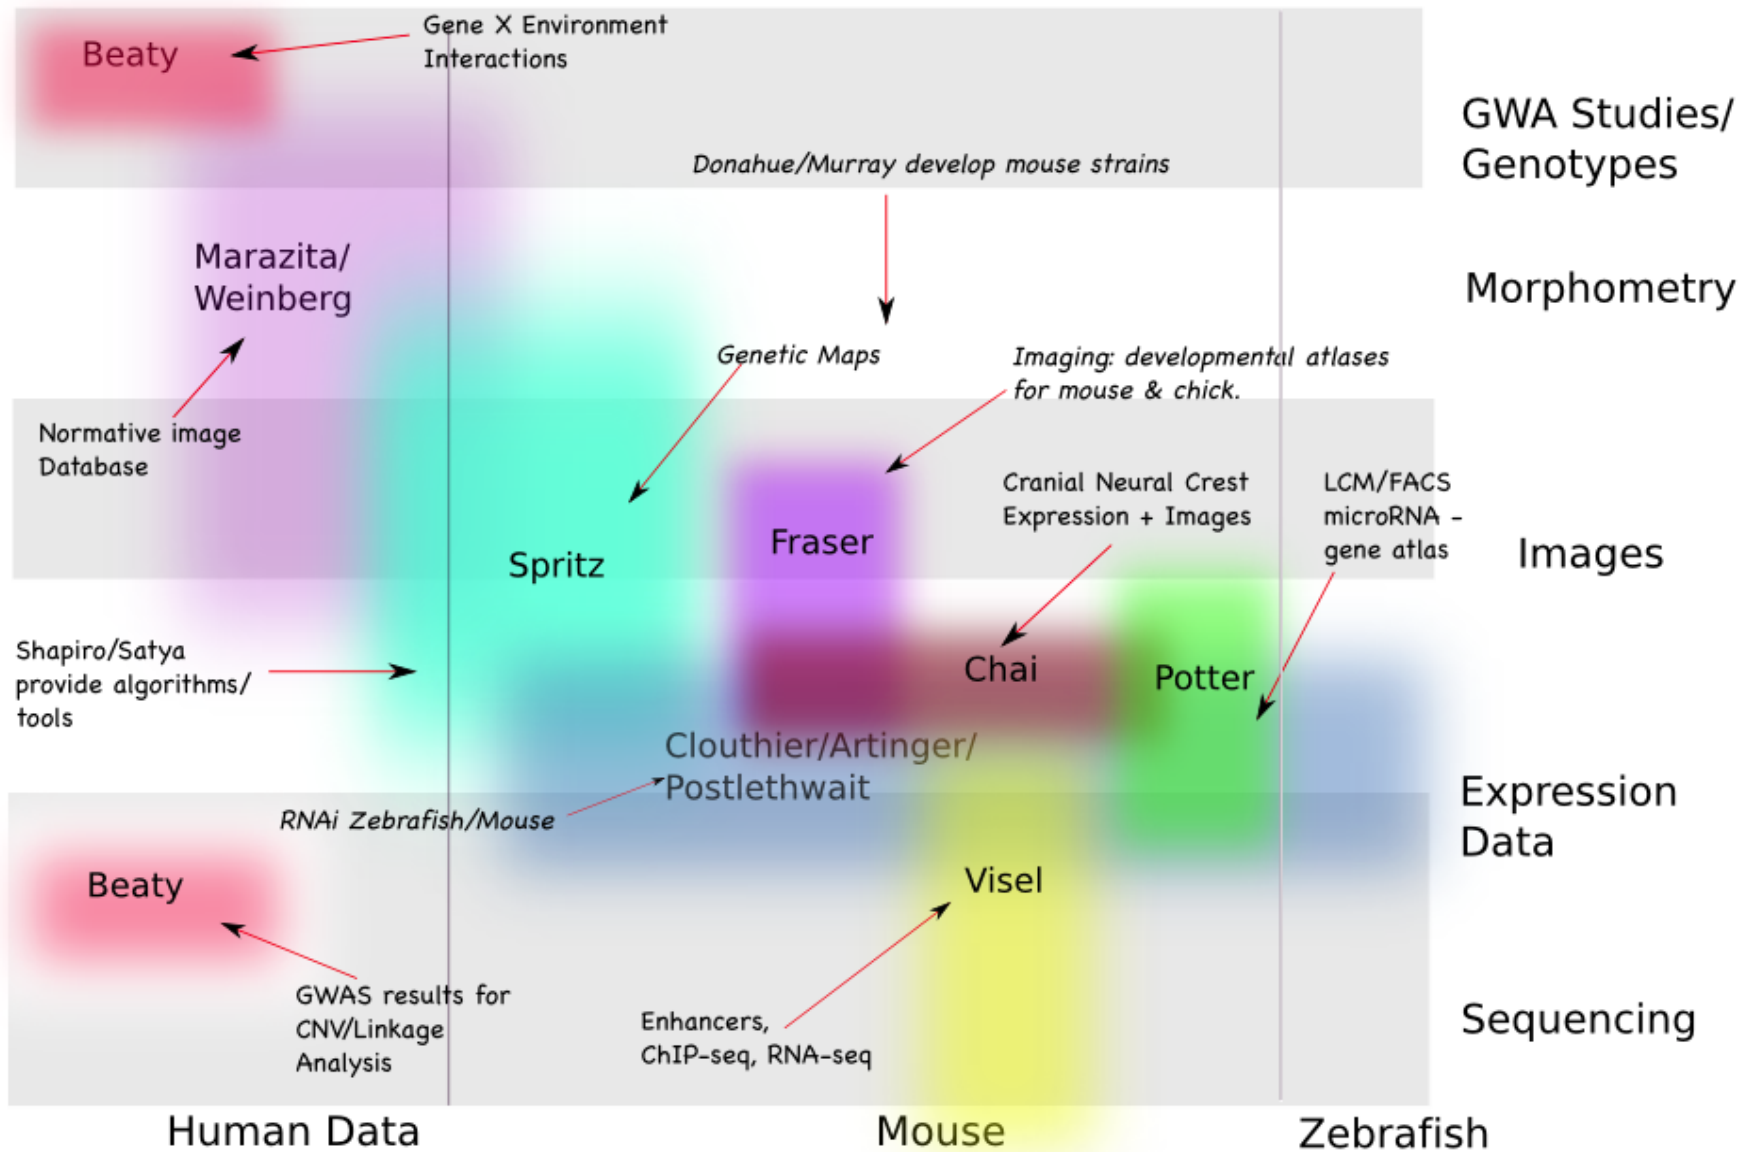 Beaty
Gene X Environment
Interactions
GWA Studies/
Genotypes
Donahue/Murray develop mouse strains
Marazita/
Weinberg
Morphometry
Genetic Maps
Imaging: developmental atlases
for mouse & chick.
Normative image
Database
Cranial Neural Crest
Expression + Images
LCM/FACS
microRNA -
gene atlas
Fraser
Spritz
Images
Shapiro/Satya
provide algorithms/
tools
Chai
Potter
Clouthier/Artinger/
Postlethwait
RNAi Zebrafish/Mouse
Expression
Data
Beaty
Visel
GWAS results for
CNV/Linkage
Analysis
Enhancers,
ChIP-seq, RNA-seq
Sequencing
Human Data
Mouse
Zebrafish